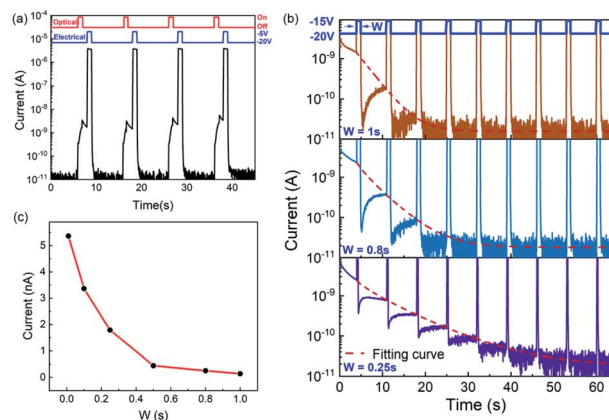 (a)
Optical
On
Off
Electrical
-5V
-20V
10⁻⁴
10⁻⁵
10⁻⁶
10⁻⁷
10⁻⁸
10⁻⁹
10⁻¹⁰
10⁻¹¹
Current (A)
0 10 20 30 40
Time(s)
(c)
5
4
3
2
1
0
Current (nA)
0.0 0.2 0.4 0.6 0.8 1.0
W (s)
(b)
-15V
-20V
W
10⁻⁹
10⁻¹⁰
10⁻¹¹
W = 1s
10⁻⁹
10⁻¹⁰
10⁻¹¹
W = 0.8s
Current (A)
10⁻⁹
10⁻¹⁰
10⁻¹¹
Fitting curve
W = 0.25s
0 10 20 30 40 50 60
Time (s)